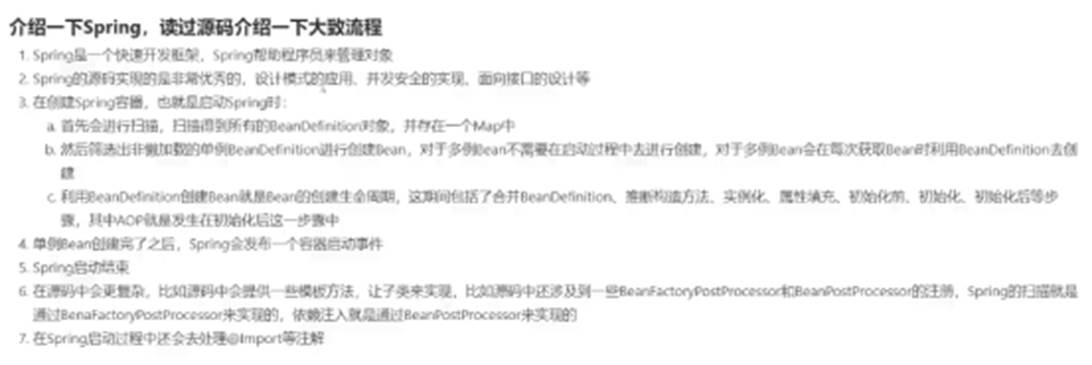 介绍一下Spring，读过源码介绍一下大致流程
1. Spring是一个快速开发框架，Spring帮助程序员来管理对象
2. Spring的源码实现的是非常优秀的，设计模式的应用、并发安全的实现、面向接口的设计等
3. 在创建Spring容器，也就是启动Spring时：
a. 首先会进行扫描，扫描得到所有的BeanDefinition对象，并存在一个Map中
b. 然后筛选出非懒加载的单例BeanDefinition进行创建Bean，对于多例Bean不需要在启动过程中去进行创建，对于多例Bean会在每次获取Bean时利用BeanDefinition去创
建
c. 利用BeanDefinition创建Bean就是Bean的创建生命周期，这期间包括了合并BeanDefinition、推断构造方法、实例化、属性填充、初始化前、初始化、初始化后等步
骤，其中AOP就是发生在初始化后这一步骤中
4. 单例Bean创建完了之后，Spring会发布一个容器启动事件
5. Spring启动结束
6. 在源码中会更复杂，比如源码中会提供一些模板方法，让子类来实现，比如源码中还涉及到一些BeanFactoryPostProcessor和BeanPostProcessor的注册，Spring的扫描就是
通过BenaFactoryPostProcessor来实现的，依赖注入就是通过BeanPostProcessor来实现的
7. 在Spring启动过程中还会去处理@Import等注解